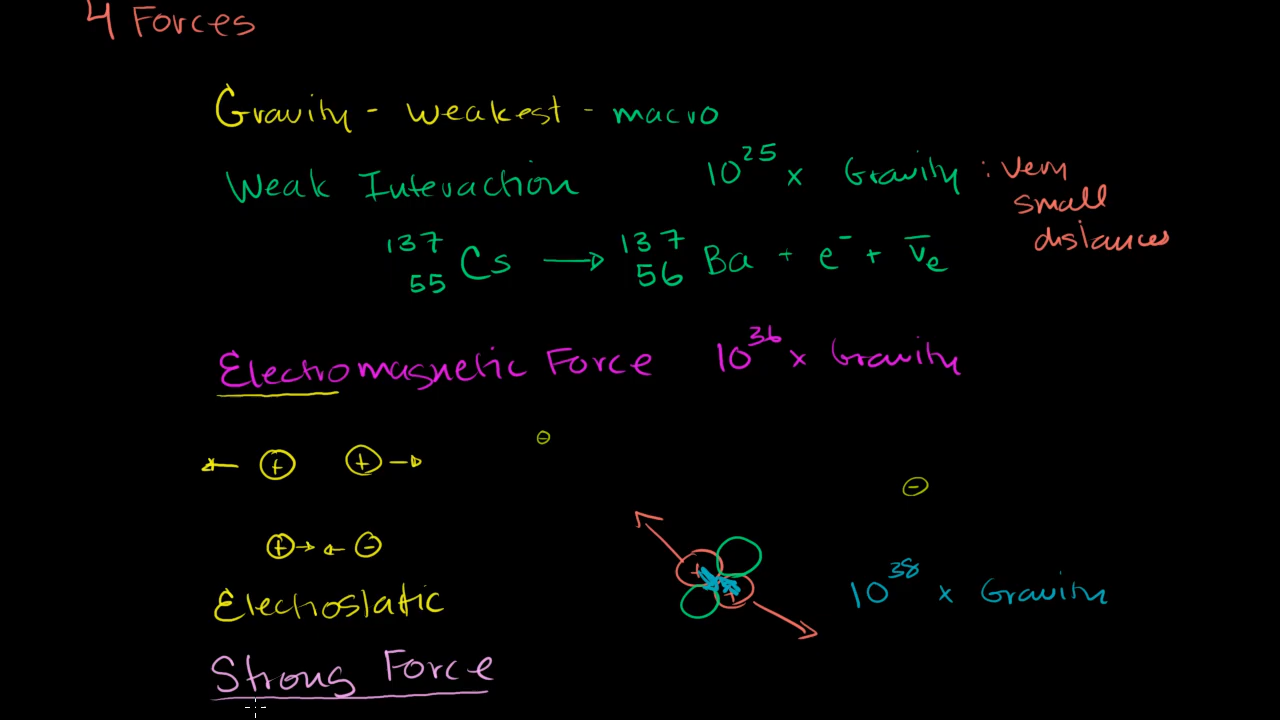 4 Forces
Gravity - weakest - macro
Weak Interaction 10^25 x Gravity : very
small
distances
137 55 Cs → 137 56 Ba + e⁻ + v̅e
Electromagnetic Force 10^36 x Gravity
← + + →
-
-
+ → ← -
Electrostatic
+ +
10^38 x Gravity
Strong Force